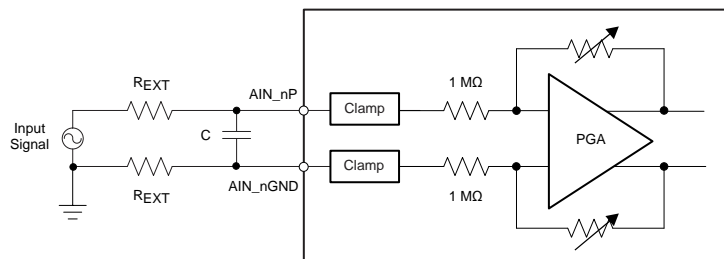 REXT
AIN_nP
Clamp
1 MΩ
Input
Signal
C
PGA
REXT
AIN_nGND
Clamp
1 MΩ